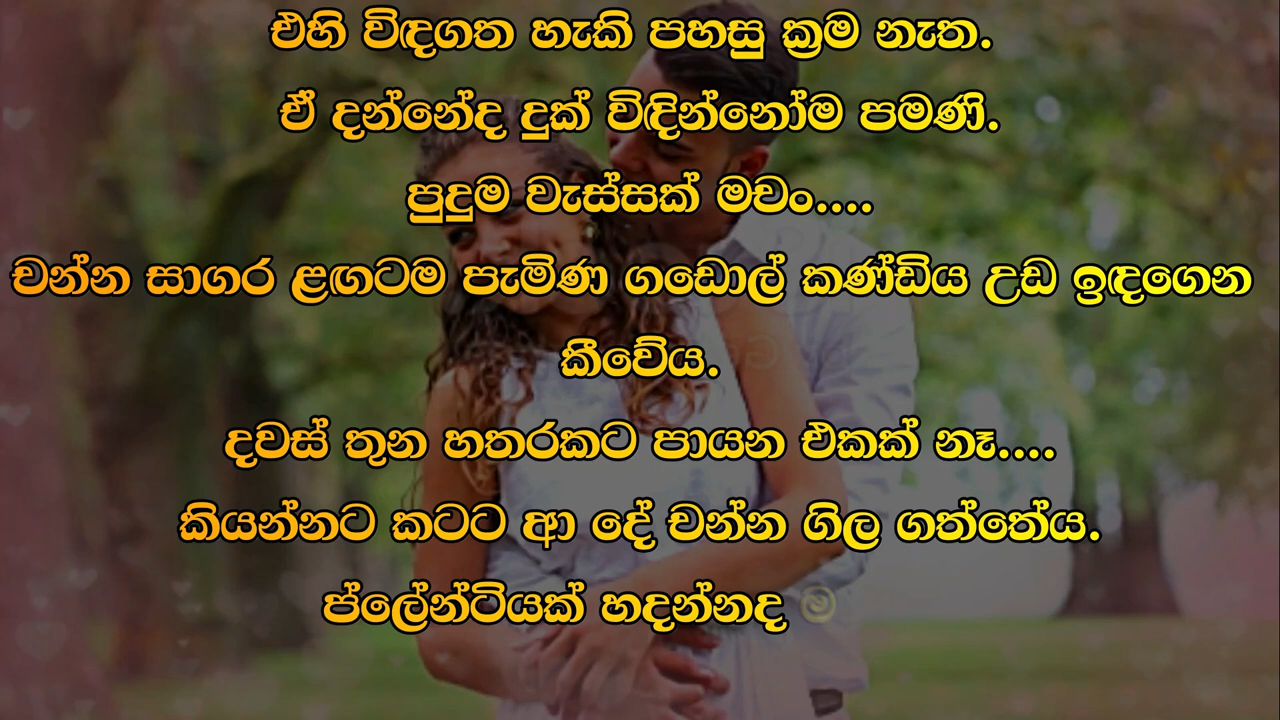 එහි විඳගත හැකි පහසු ක්‍රම නැත.
ඒ දන්නේද දුක් විඳින්නෝම පමණි.
පුදුම වැස්සක් මචං....
චන්න සාගර ළඟටම පැමිණ ගඩොල් කණ්ඩිය උඩ ඉඳගෙන
කීවේය.
දවස් තුන හතරකට පායන එකක් නෑ....
කියන්නට කටට ආ දේ චන්න ගිල ගත්තේය.
ප්ලේන්ටියක් හදන්නද ම